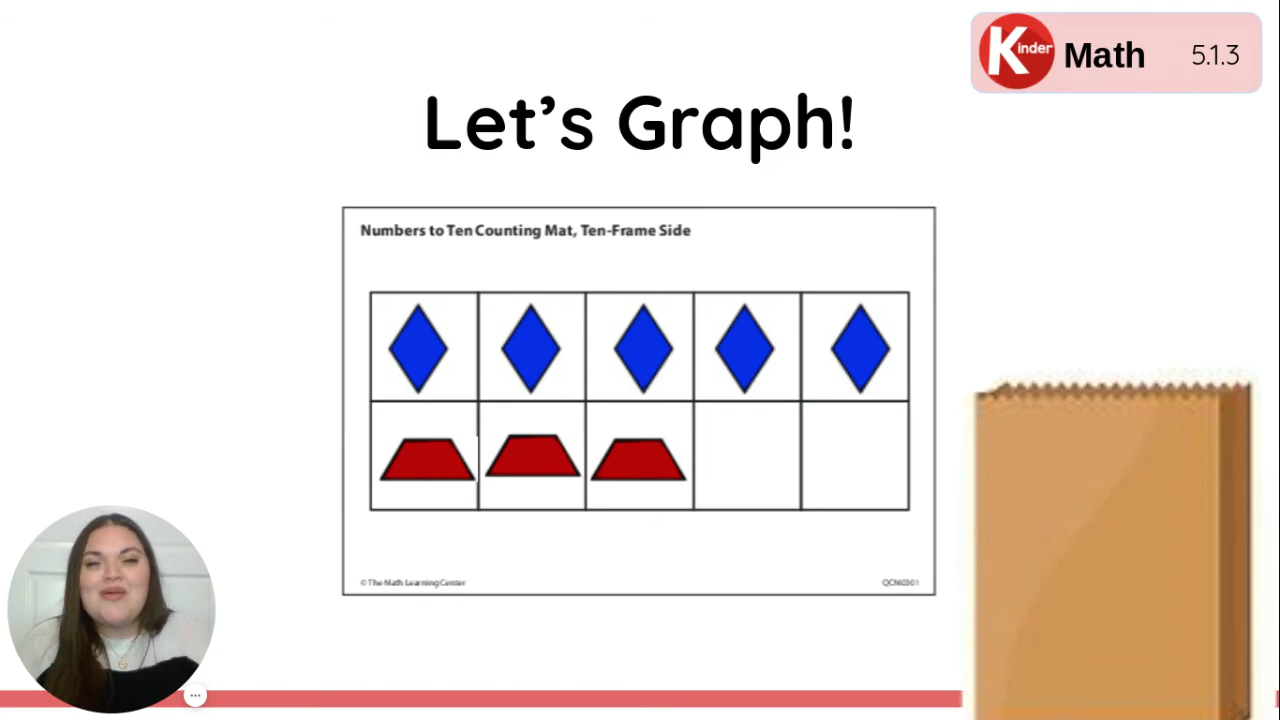 Kinder Math 5.1.3
Let’s Graph!
Numbers to Ten Counting Mat, Ten-Frame Side
© The Math Learning Center